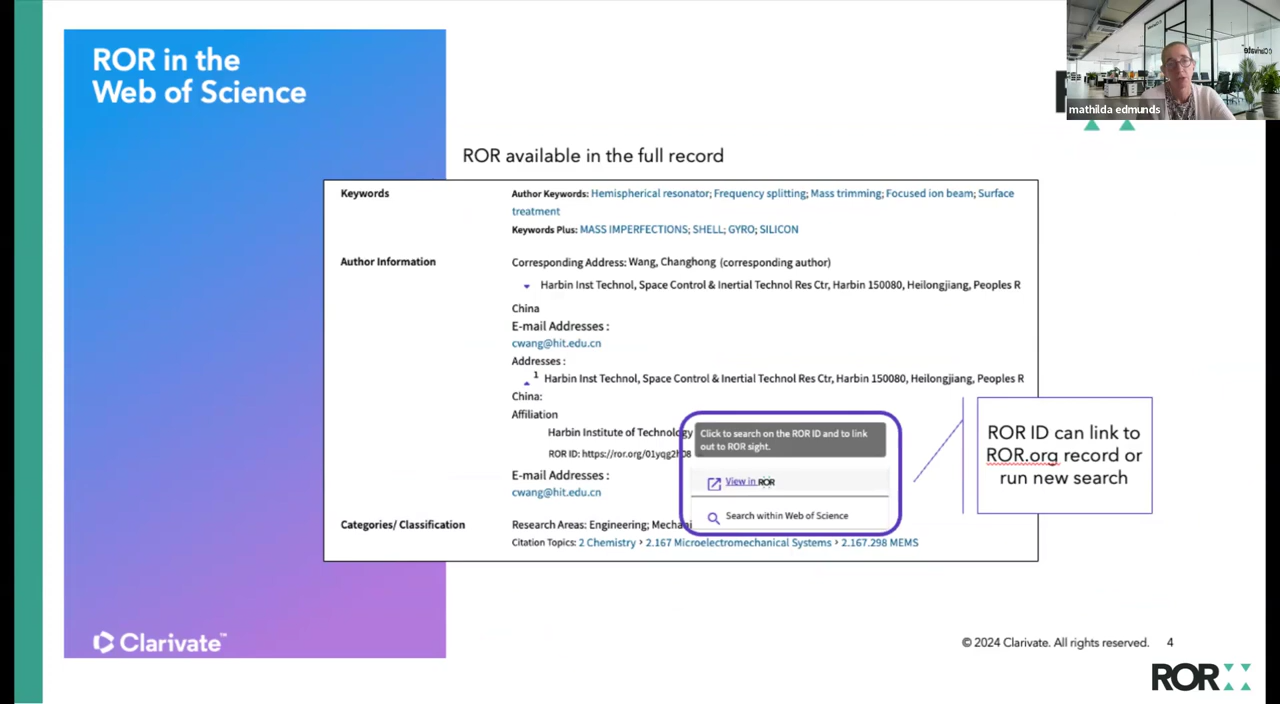 ROR in the
Web of Science
mathilda edmunds
ROR available in the full record
Keywords
Author Keywords: Hemispherical resonator; Frequency splitting; Mass trimming; Focused ion beam; Surface
treatment
Keywords Plus: MASS IMPERFECTIONS; SHELL; GYRO; SILICON
Author Information
Corresponding Address: Wang, Changhong (corresponding author)
Harbin Inst Technol, Space Control & Inertial Technol Res Ctr, Harbin 150080, Heilongjiang, Peoples R
China
E-mail Addresses :
cwang@hit.edu.cn
Addresses :
1 Harbin Inst Technol, Space Control & Inertial Technol Res Ctr, Harbin 150080, Heilongjiang, Peoples R
China:
Affiliation
Harbin Institute of Technology
ROR ID: https://ror.org/01yqg2h08
E-mail Addresses :
cwang@hit.edu.cn
Click to search on the ROR ID and to link
out to ROR sight.
View in ROR
Search within Web of Science
ROR ID can link to
ROR.org record or
run new search
Categories/ Classification
Research Areas: Engineering; Mechani
Citation Topics: 2 Chemistry › 2.167 Microelectromechanical Systems › 2.167.298 MEMS
Clarivate™
© 2024 Clarivate. All rights reserved. 4
ROR